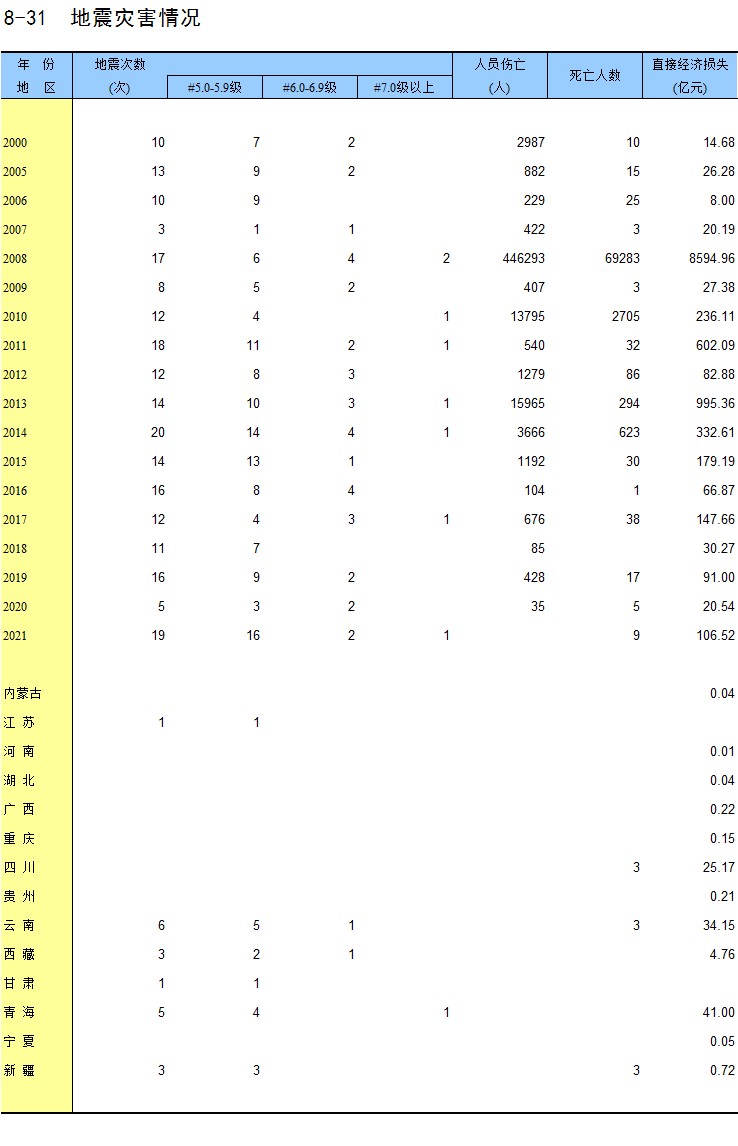 8-31 地震灾害情况
年 份 地震次数 人员伤亡 死亡人数 直接经济损失
地 区 (次) #5.0-5.9级 #6.0-6.9级 #7.0级以上 (人) (亿元)
2000 10 7 2 2987 10 14.68
2005 13 9 2 882 15 26.28
2006 10 9 229 25 8.00
2007 3 1 1 422 3 20.19
2008 17 6 4 2 446293 69283 8594.96
2009 8 5 2 407 3 27.38
2010 12 4 1 13795 2705 236.11
2011 18 11 2 1 540 32 602.09
2012 12 8 3 1279 86 82.88
2013 14 10 3 1 15965 294 995.36
2014 20 14 4 1 3666 623 332.61
2015 14 13 1 1192 30 179.19
2016 16 8 4 104 1 66.87
2017 12 4 3 1 676 38 147.66
2018 11 7 85 30.27
2019 16 9 2 428 17 91.00
2020 5 3 2 35 5 20.54
2021 19 16 2 1 9 106.52
内蒙古 0.04
江 苏 1 1
河 南 0.01
湖 北 0.04
广 西 0.22
重 庆 0.15
四 川 3 25.17
贵 州 0.21
云 南 6 5 1 3 34.15
西 藏 3 2 1 4.76
甘 肃 1 1
青 海 5 4 1 41.00
宁 夏 0.05
新 疆 3 3 3 0.72